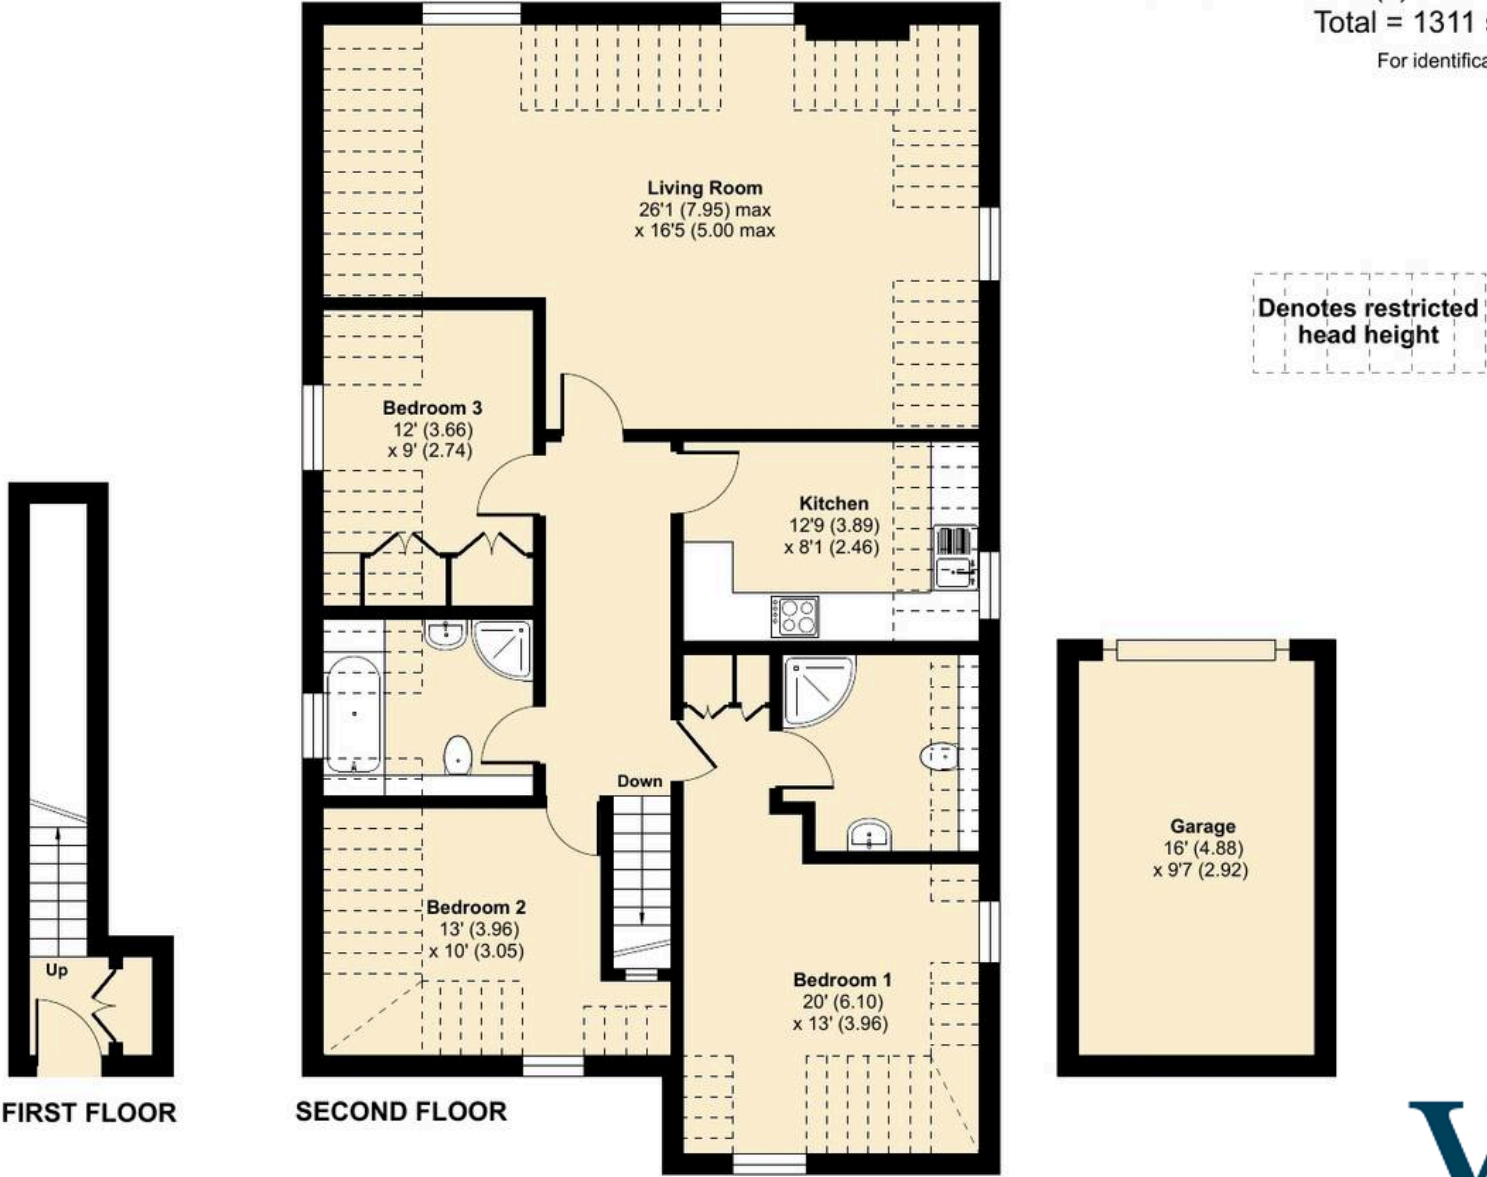 Total = 1311
For
Living Room
26'1 (7.95) max
x 16'5 (5.00 max
Denotes restricted
head height
Bedroom 3
12' (3.66)
x 9' (2.74)
Kitchen
12'9 (3.89)
x 8'1 (2.46)
Down
Garage
16' (4.88)
x 9'7 (2.92)
Bedroom 2
13' (3.96)
x 10' (3.05)
Up
Bedroom 1
20' (6.10)
x 13' (3.96)
FIRST FLOOR
SECOND FLOOR